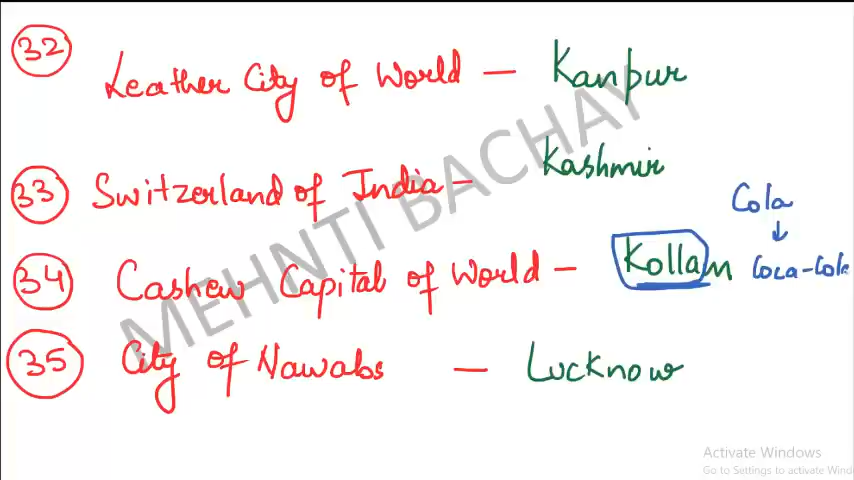 32 Leather City of World - Kanpur
33 Switzerland of India - Kashmir
34 Cashew Capital of World - Kollam
Cola
↓
Coca-Cola
35 City of Nawabs - Lucknow
MEHNTI BACHAY
Activate Windows
Go to Settings to activate Wind